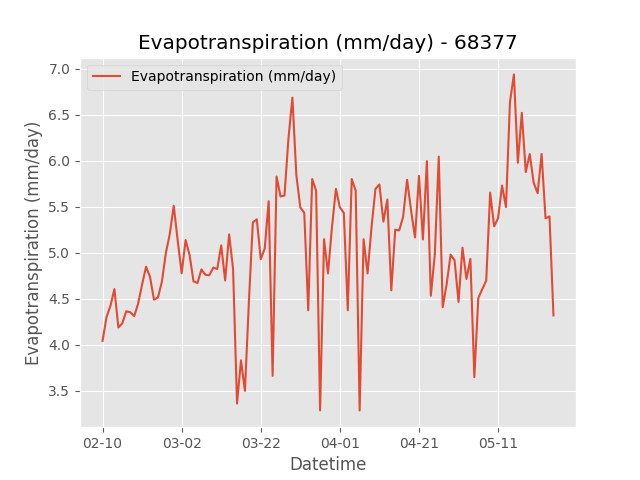 Evapotranspiration (mm/day) - 68377
Evapotranspiration (mm/day)
Evapotranspiration (mm/day)
7.0
6.5
6.0
5.5
5.0
4.5
4.0
3.5
02-10 03-02 03-22 04-01 04-21 05-11
Datetime